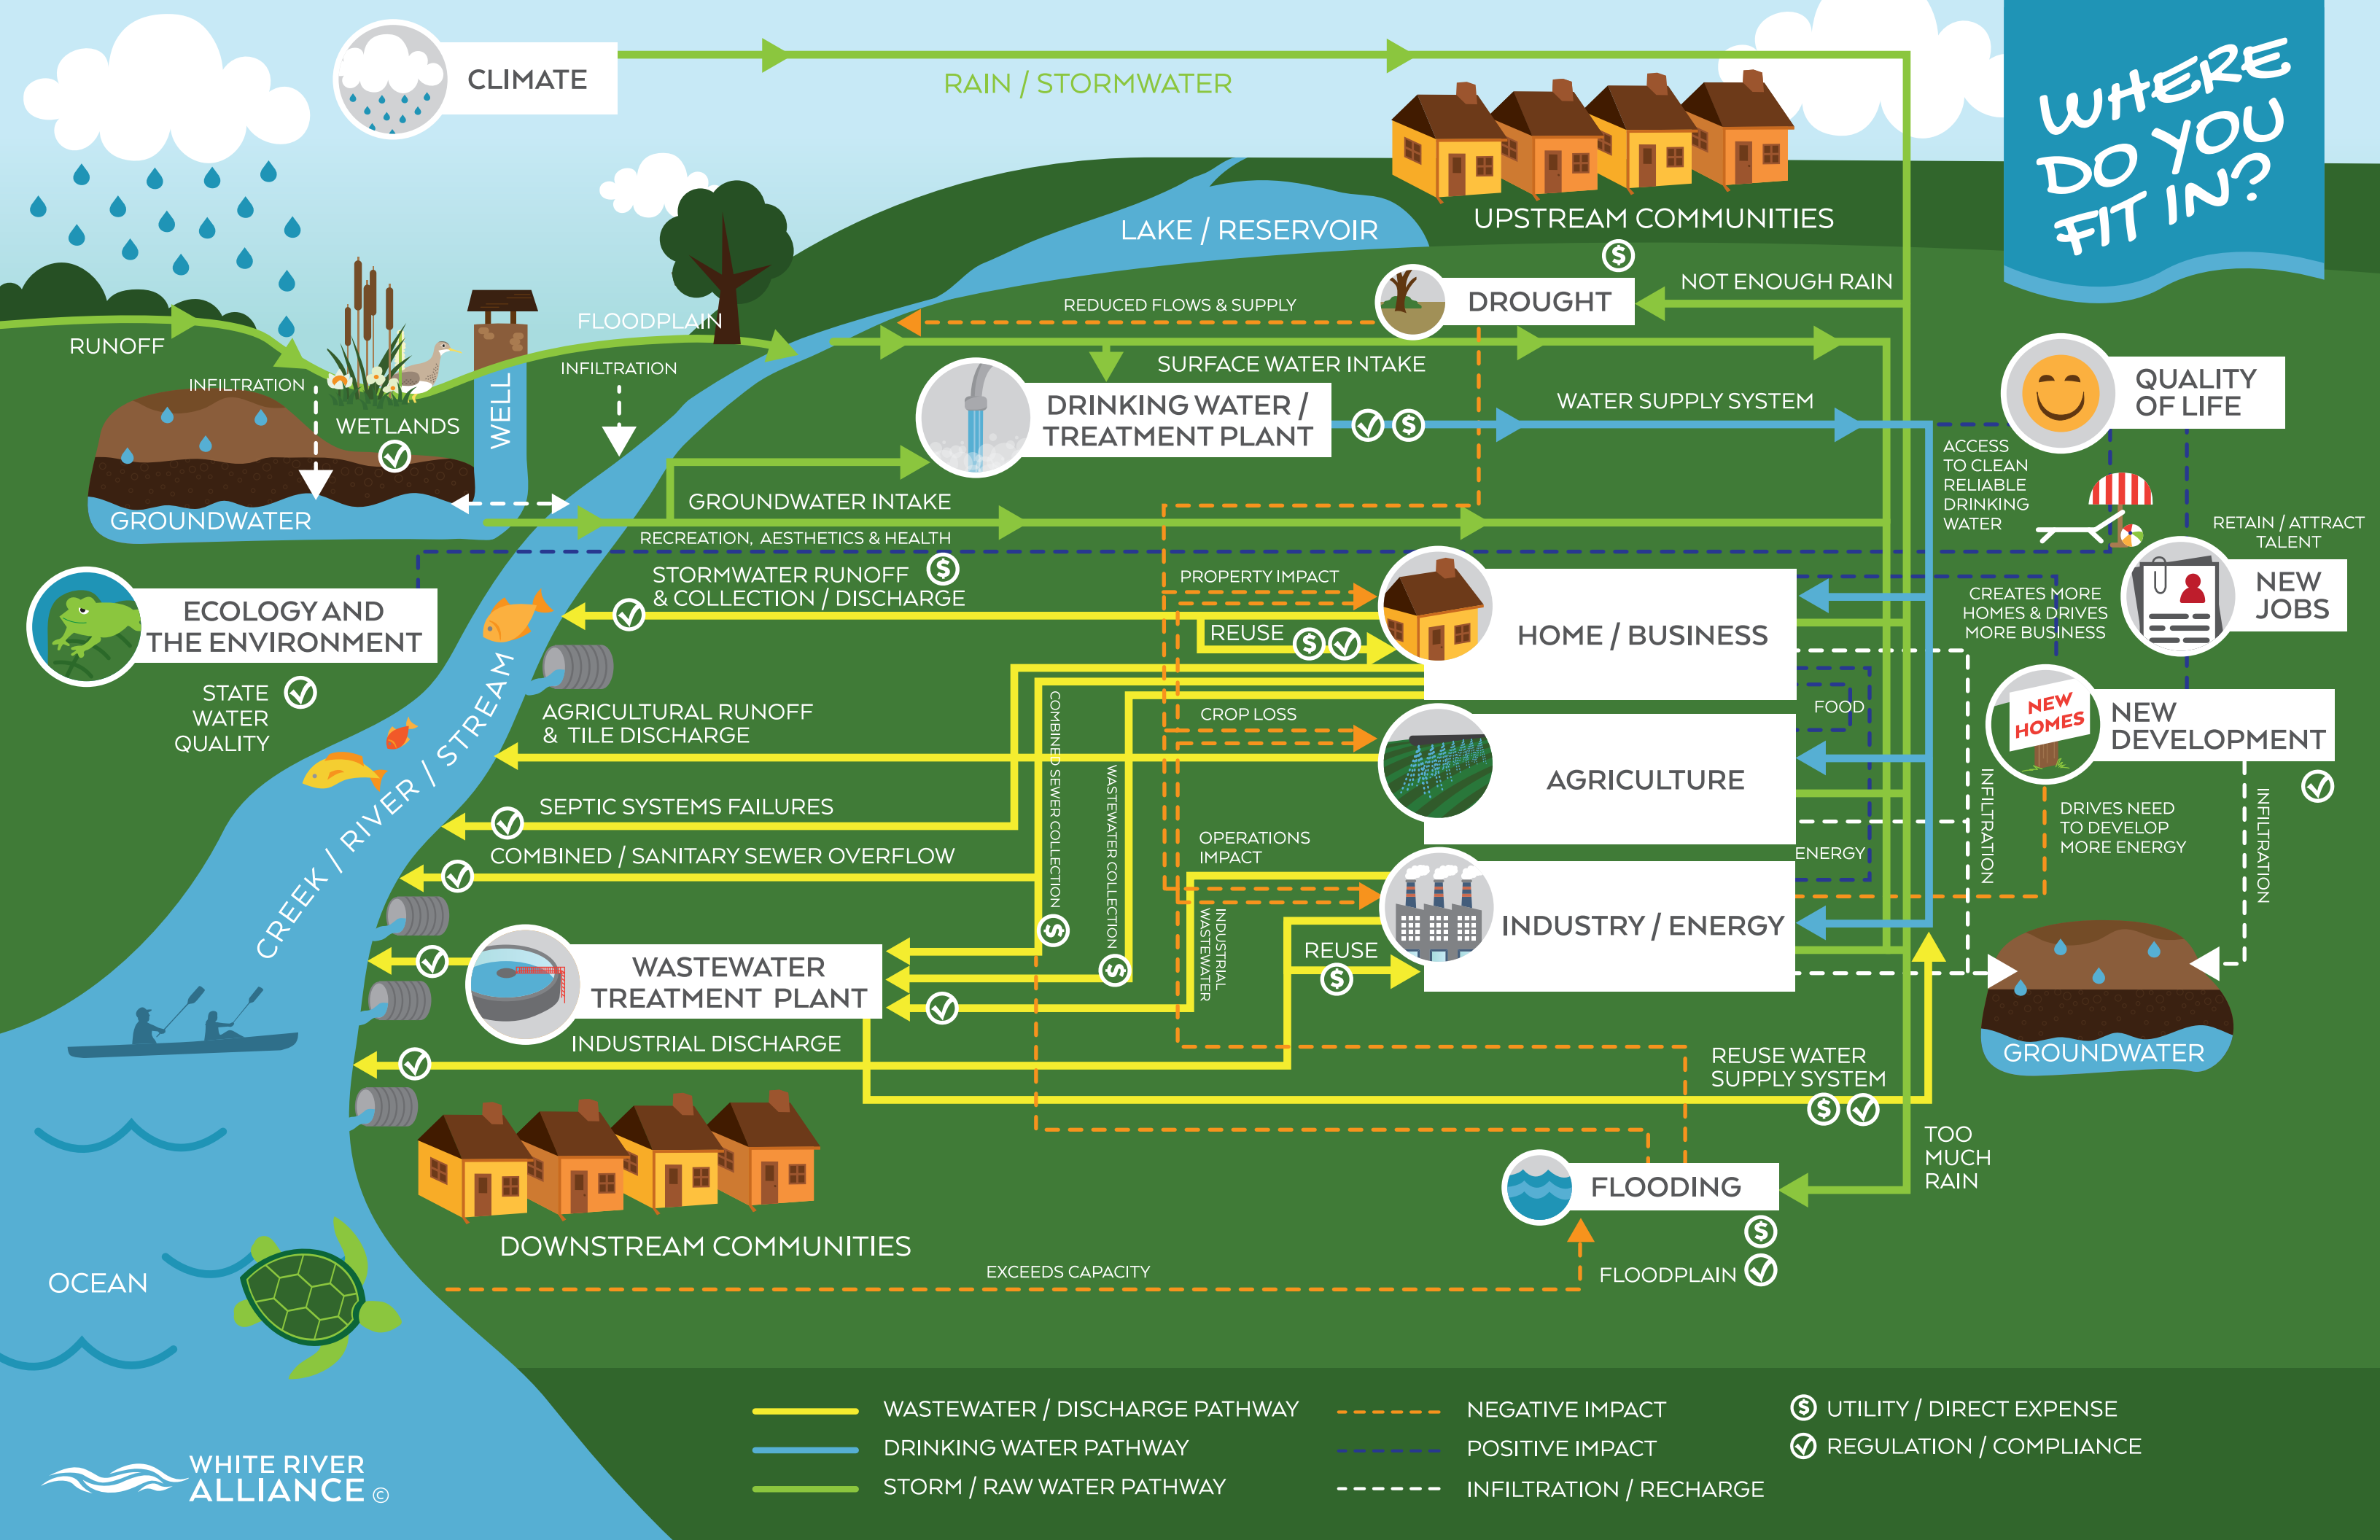 CLIMATE
RAIN / STORMWATER
WHERE
DO YOU
FIT IN?
UPSTREAM COMMUNITIES
$
LAKE / RESERVOIR
NOT ENOUGH RAIN
DROUGHT
REDUCED FLOWS & SUPPLY
RUNOFF
FLOODPLAIN
INFILTRATION
INFILTRATION
WETLANDS
WELL
GROUNDWATER
SURFACE WATER INTAKE
DRINKING WATER /
TREATMENT PLANT
$
WATER SUPPLY SYSTEM
QUALITY
OF LIFE
ACCESS
TO CLEAN
RELIABLE
DRINKING
WATER
GROUNDWATER INTAKE
RECREATION, AESTHETICS & HEALTH
RETAIN / ATTRACT
TALENT
NEW
JOBS
CREATES MORE
HOMES & DRIVES
MORE BUSINESS
STORMWATER RUNOFF $
& COLLECTION / DISCHARGE
PROPERTY IMPACT
REUSE $
HOME / BUSINESS
ECOLOGY AND
THE ENVIRONMENT
STATE
WATER
QUALITY
CREEK / RIVER / STREAM
AGRICULTURAL RUNOFF
& TILE DISCHARGE
CROP LOSS
FOOD
AGRICULTURE
NEW
HOMES
NEW
DEVELOPMENT
SEPTIC SYSTEMS FAILURES
COMBINED / SANITARY SEWER OVERFLOW
COMBINED SEWER COLLECTION $
WASTEWATER COLLECTION $
OPERATIONS
IMPACT
ENERGY
INDUSTRIAL
WASTEWATER
INDUSTRY / ENERGY
REUSE
$
INFILTRATION
DRIVES NEED
TO DEVELOP
MORE ENERGY
INFILTRATION
GROUNDWATER
WASTEWATER
TREATMENT PLANT
INDUSTRIAL DISCHARGE
REUSE WATER
SUPPLY SYSTEM
$
TOO
MUCH
RAIN
FLOODING
$
FLOODPLAIN
EXCEEDS CAPACITY
DOWNSTREAM COMMUNITIES
OCEAN
WASTEWATER / DISCHARGE PATHWAY
DRINKING WATER PATHWAY
STORM / RAW WATER PATHWAY
NEGATIVE IMPACT
POSITIVE IMPACT
INFILTRATION / RECHARGE
$ UTILITY / DIRECT EXPENSE
REGULATION / COMPLIANCE
WHITE RIVER
ALLIANCE ©